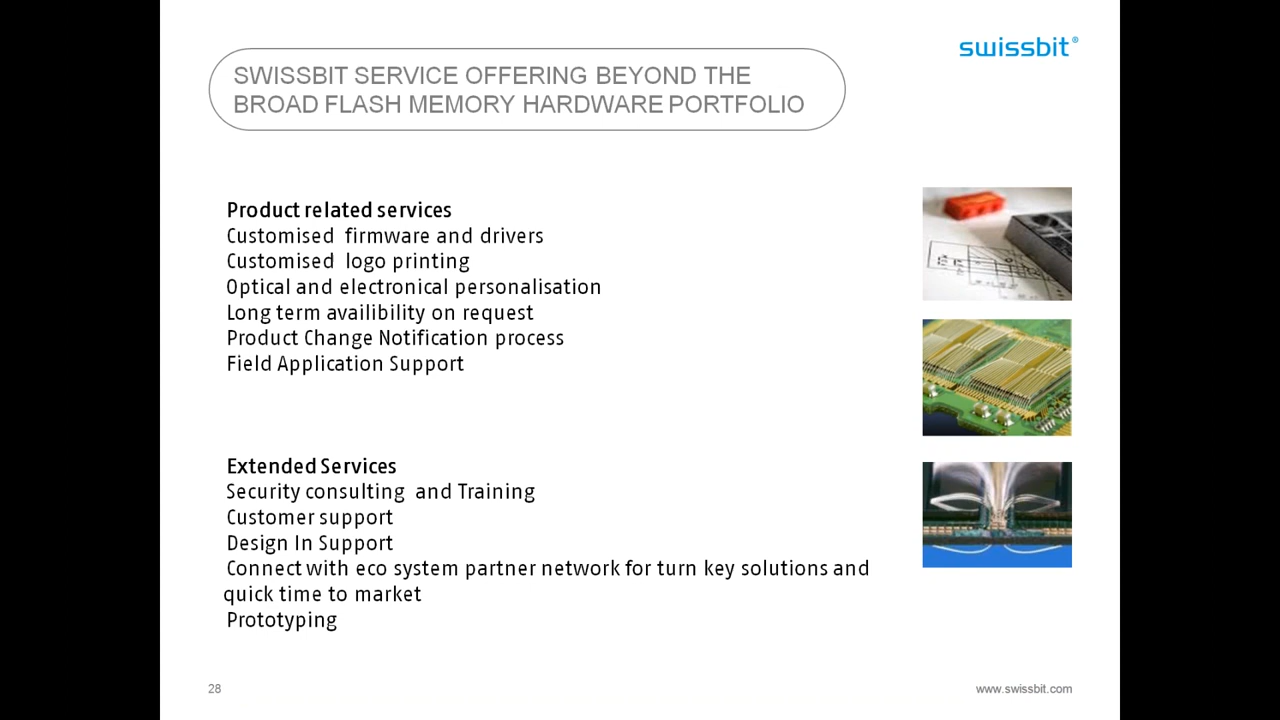 swissbit®
SWISSBIT SERVICE OFFERING BEYOND THE
BROAD FLASH MEMORY HARDWARE PORTFOLIO
Product related services
Customised firmware and drivers
Customised logo printing
Optical and electronical personalisation
Long term availibility on request
Product Change Notification process
Field Application Support
Extended Services
Security consulting and Training
Customer support
Design In Support
Connect with eco system partner network for turn key solutions and
quick time to market
Prototyping
28
www.swissbit.com